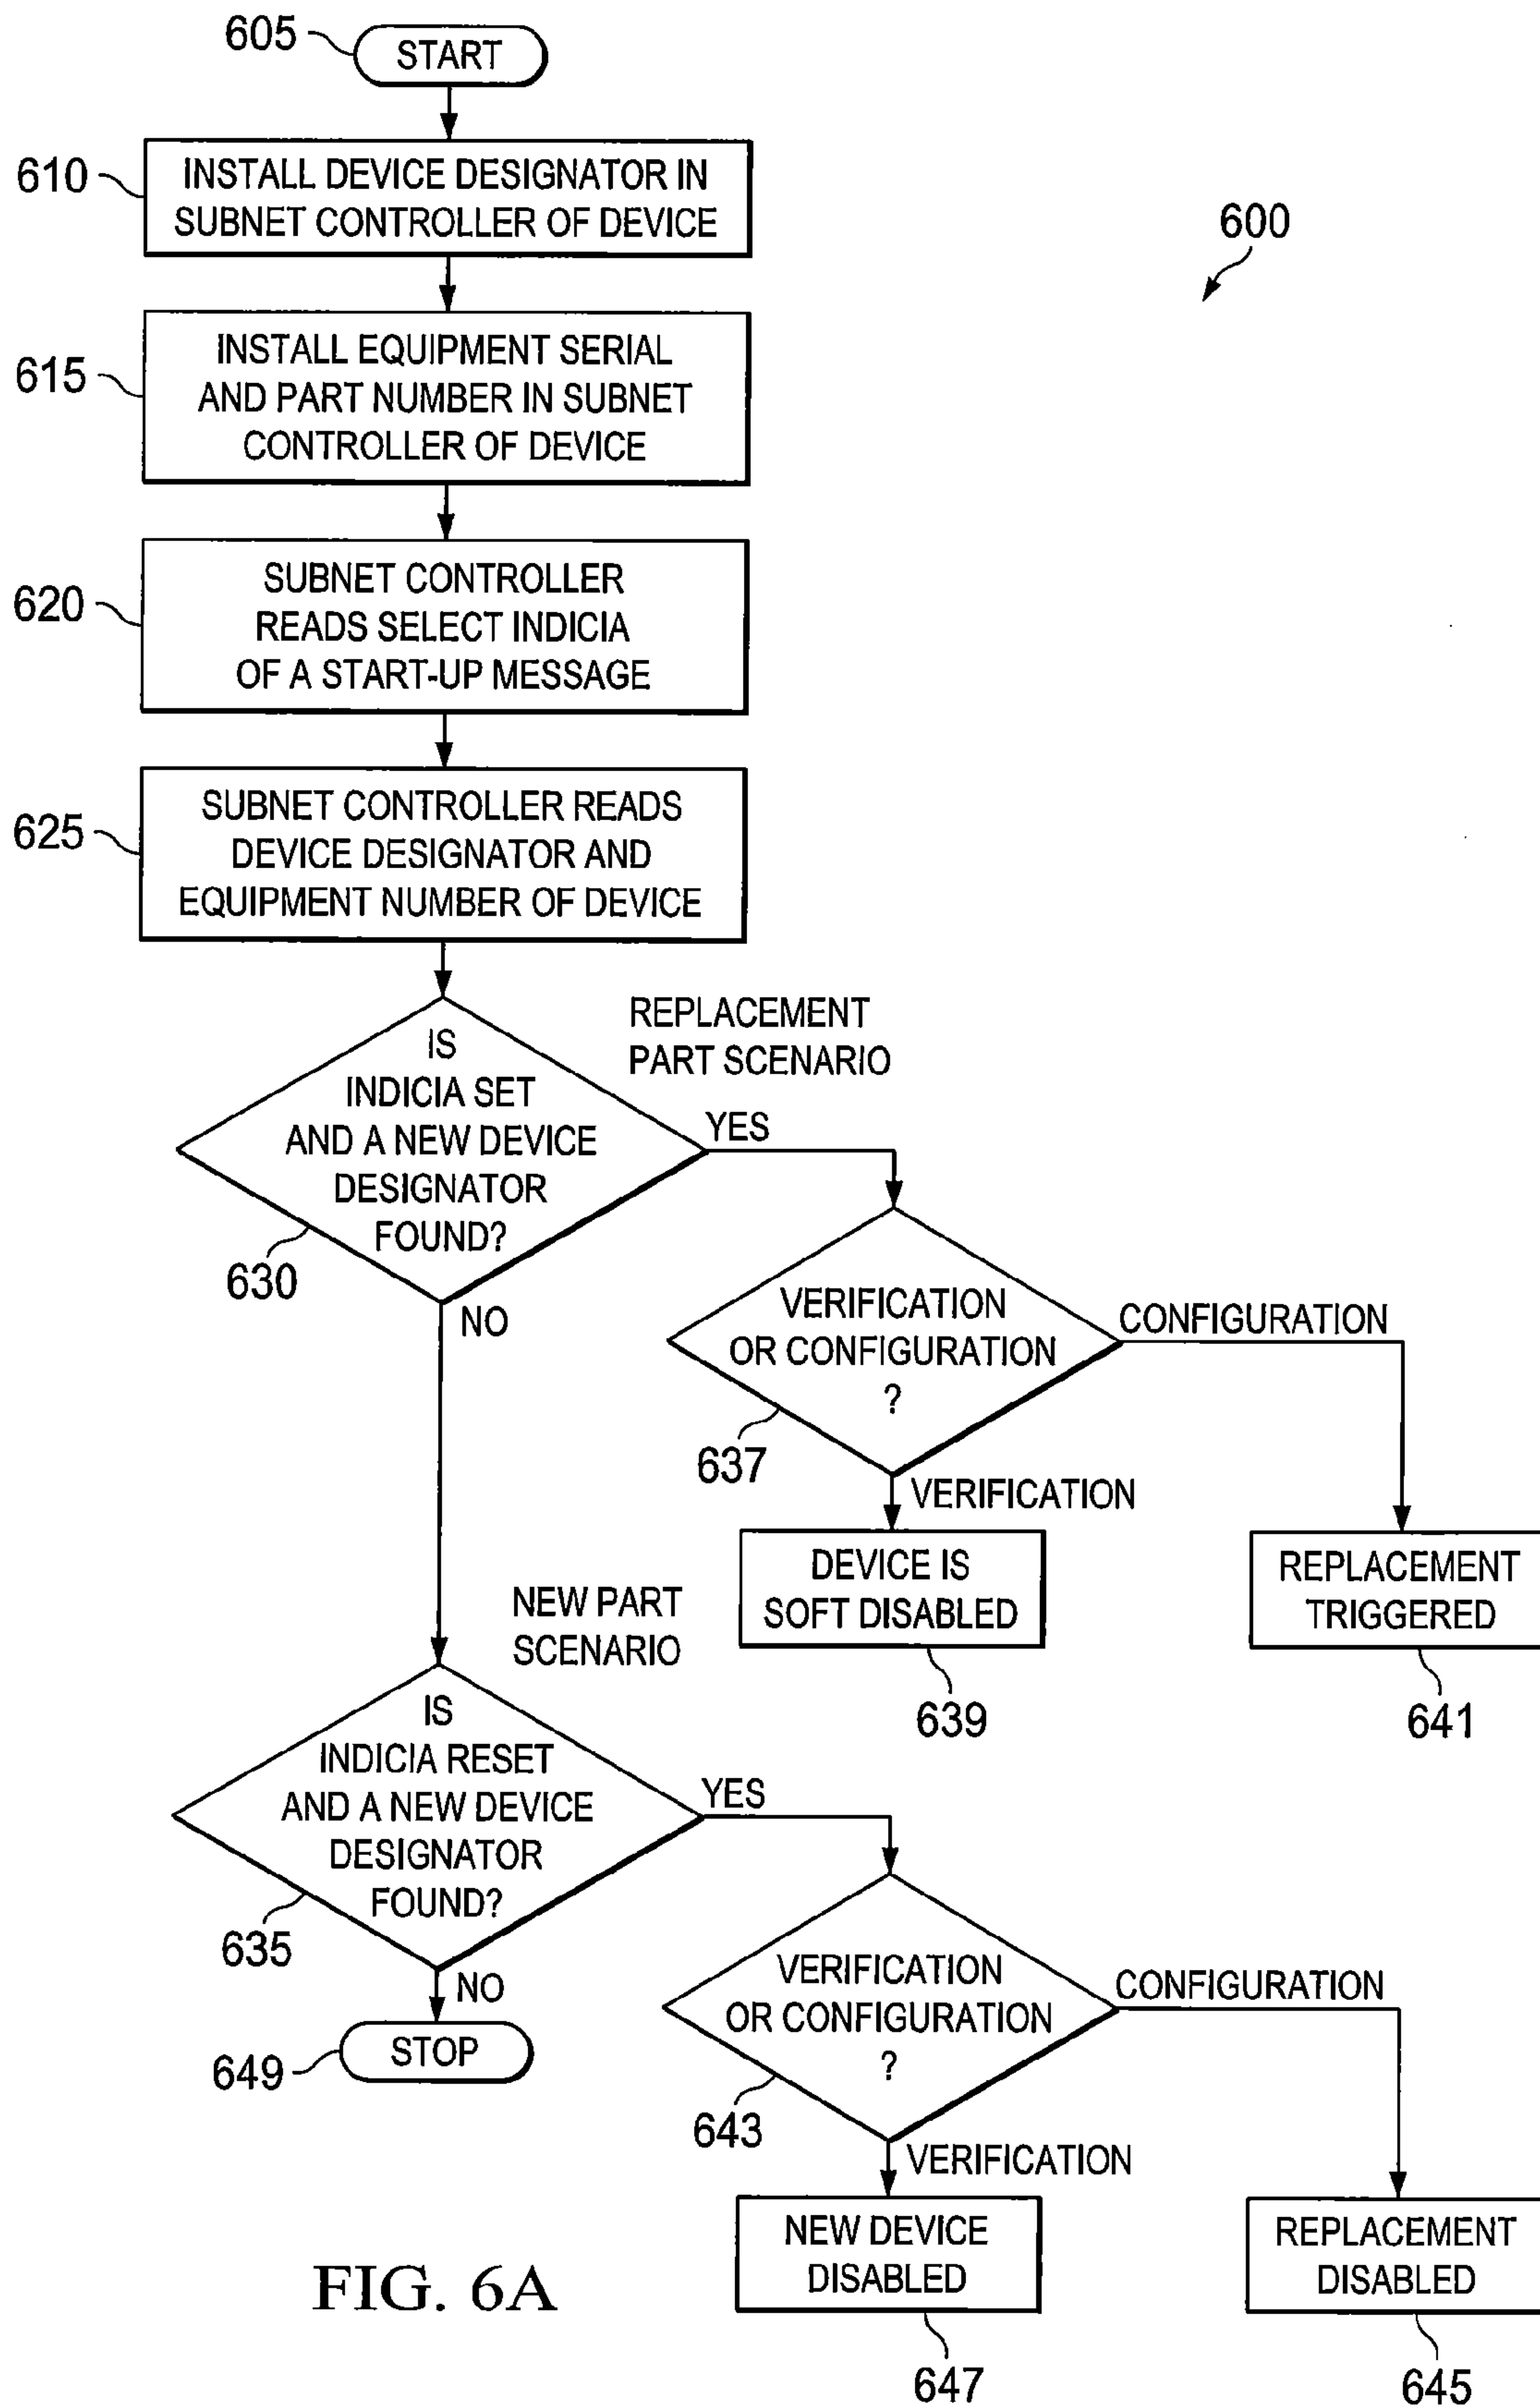 605
START
610
INSTALL DEVICE DESIGNATOR IN
SUBNET CONTROLLER OF DEVICE
600
615
INSTALL EQUIPMENT SERIAL
AND PART NUMBER IN SUBNET
CONTROLLER OF DEVICE
620
SUBNET CONTROLLER
READS SELECT INDICIA
OF A START-UP MESSAGE
625
SUBNET CONTROLLER READS
DEVICE DESIGNATOR AND
EQUIPMENT NUMBER OF DEVICE
REPLACEMENT
PART SCENARIO
IS
INDICIA SET
AND A NEW DEVICE
DESIGNATOR
FOUND?
YES
630
NO
VERIFICATION
OR CONFIGURATION
?
CONFIGURATION
637
VERIFICATION
DEVICE IS
SOFT DISABLED
639
REPLACEMENT
TRIGGERED
641
NEW PART
SCENARIO
IS
INDICIA RESET
AND A NEW DEVICE
DESIGNATOR
FOUND?
YES
635
NO
STOP
649
VERIFICATION
OR CONFIGURATION
?
CONFIGURATION
643
VERIFICATION
NEW DEVICE
DISABLED
647
REPLACEMENT
DISABLED
645
FIG. 6A